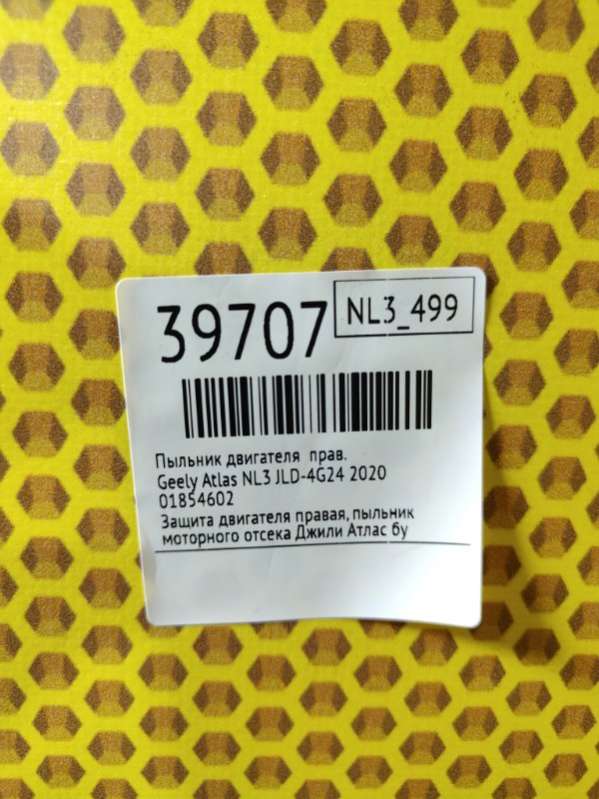 39707
NL3_499
Пыльник двигателя прав.
Geely Atlas NL3 JLD-4G24 2020
01854602
Защита двигателя правая, пыльник
моторного отсека Джили Атлас бу